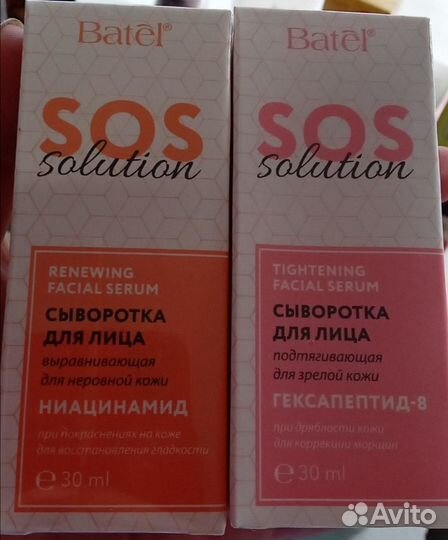 Batel®
SOS
solution
RENEWING
FACIAL SERUM
СЫВОРОТКА
ДЛЯ ЛИЦА
выравнивающая
для неровной кожи
НИАЦИНАМИД
при покраснениях на коже
для восстановления гладкости
℮ 30 ml
Batel®
SOS
solution
TIGHTENING
FACIAL SERUM
СЫВОРОТКА
ДЛЯ ЛИЦА
подтягивающая
для зрелой кожи
ГЕКСАПЕПТИД-8
при дряблости кожи
для коррекции морщин
℮ 30 ml
Avito